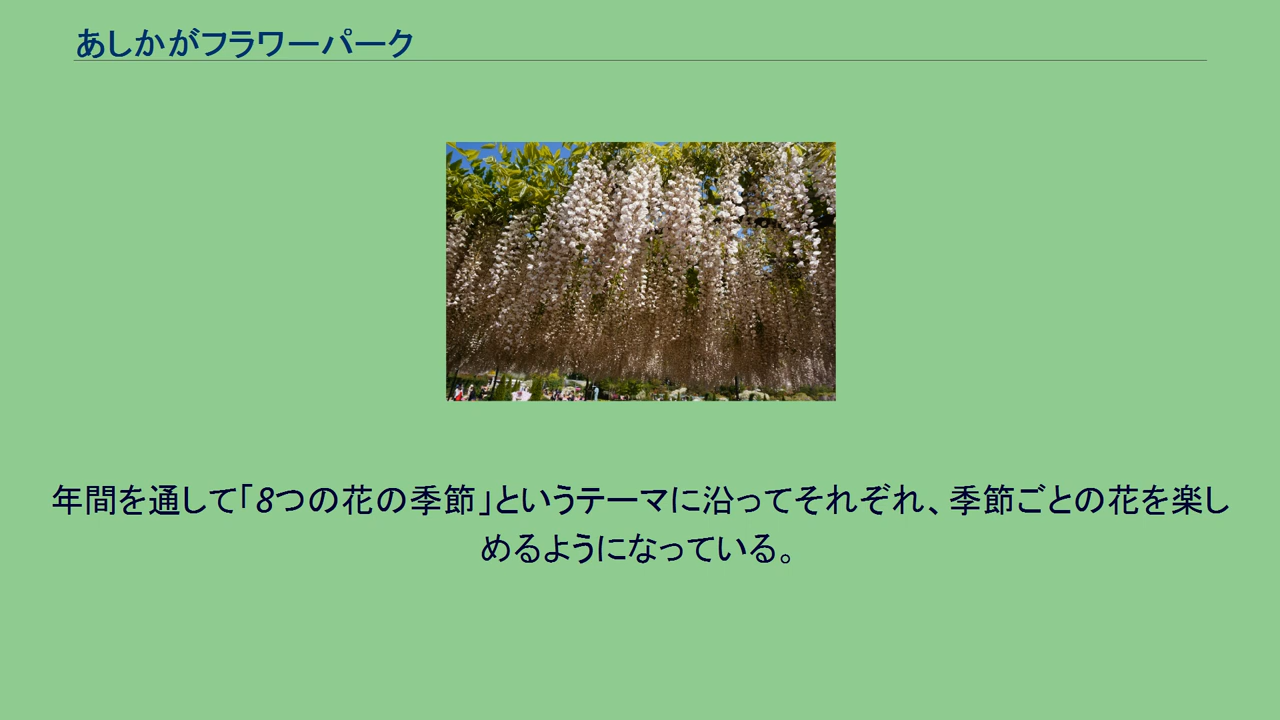 あしかがフラワーパーク
年間を通して「8つの花の季節」というテーマに沿ってそれぞれ、季節ごとの花を楽し
めるようになっている。